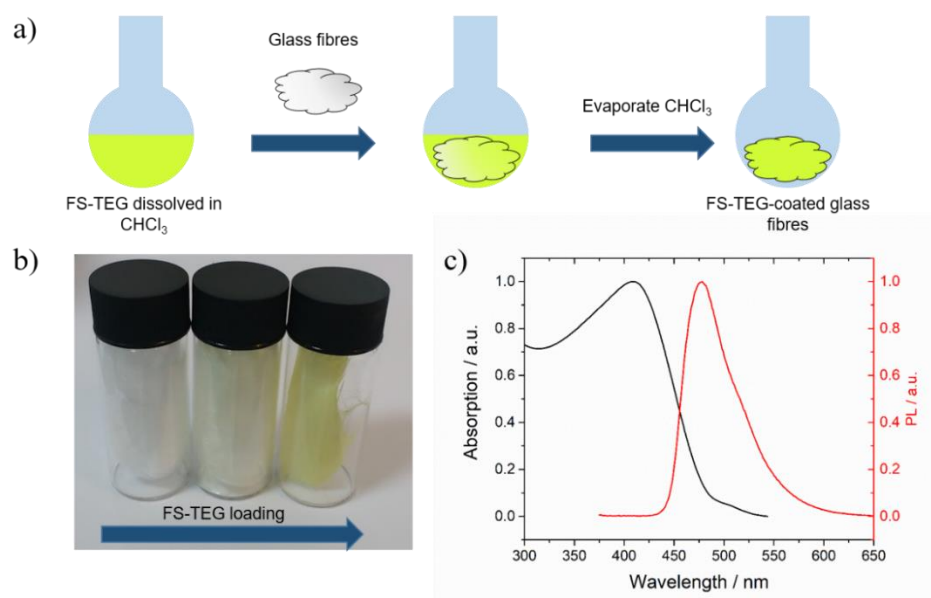 a)
Glass fibres
Evaporate CHCl₃
FS-TEG dissolved in
CHCl₃
FS-TEG-coated glass
fibres
b)
FS-TEG loading
c)
Absorption / a.u.
1.0
0.8
0.6
0.4
0.2
0.0
300 350 400 450 500 550 600 650
Wavelength / nm
1.0
0.8
0.6
0.4
0.2
0.0
PL / a.u.